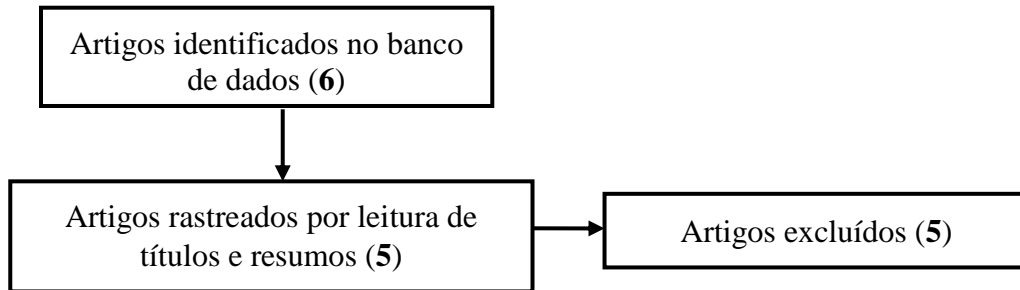 Artigos identificados no banco
de dados (6)
Artigos rastreados por leitura de
títulos e resumos (5)
Artigos excluídos (5)